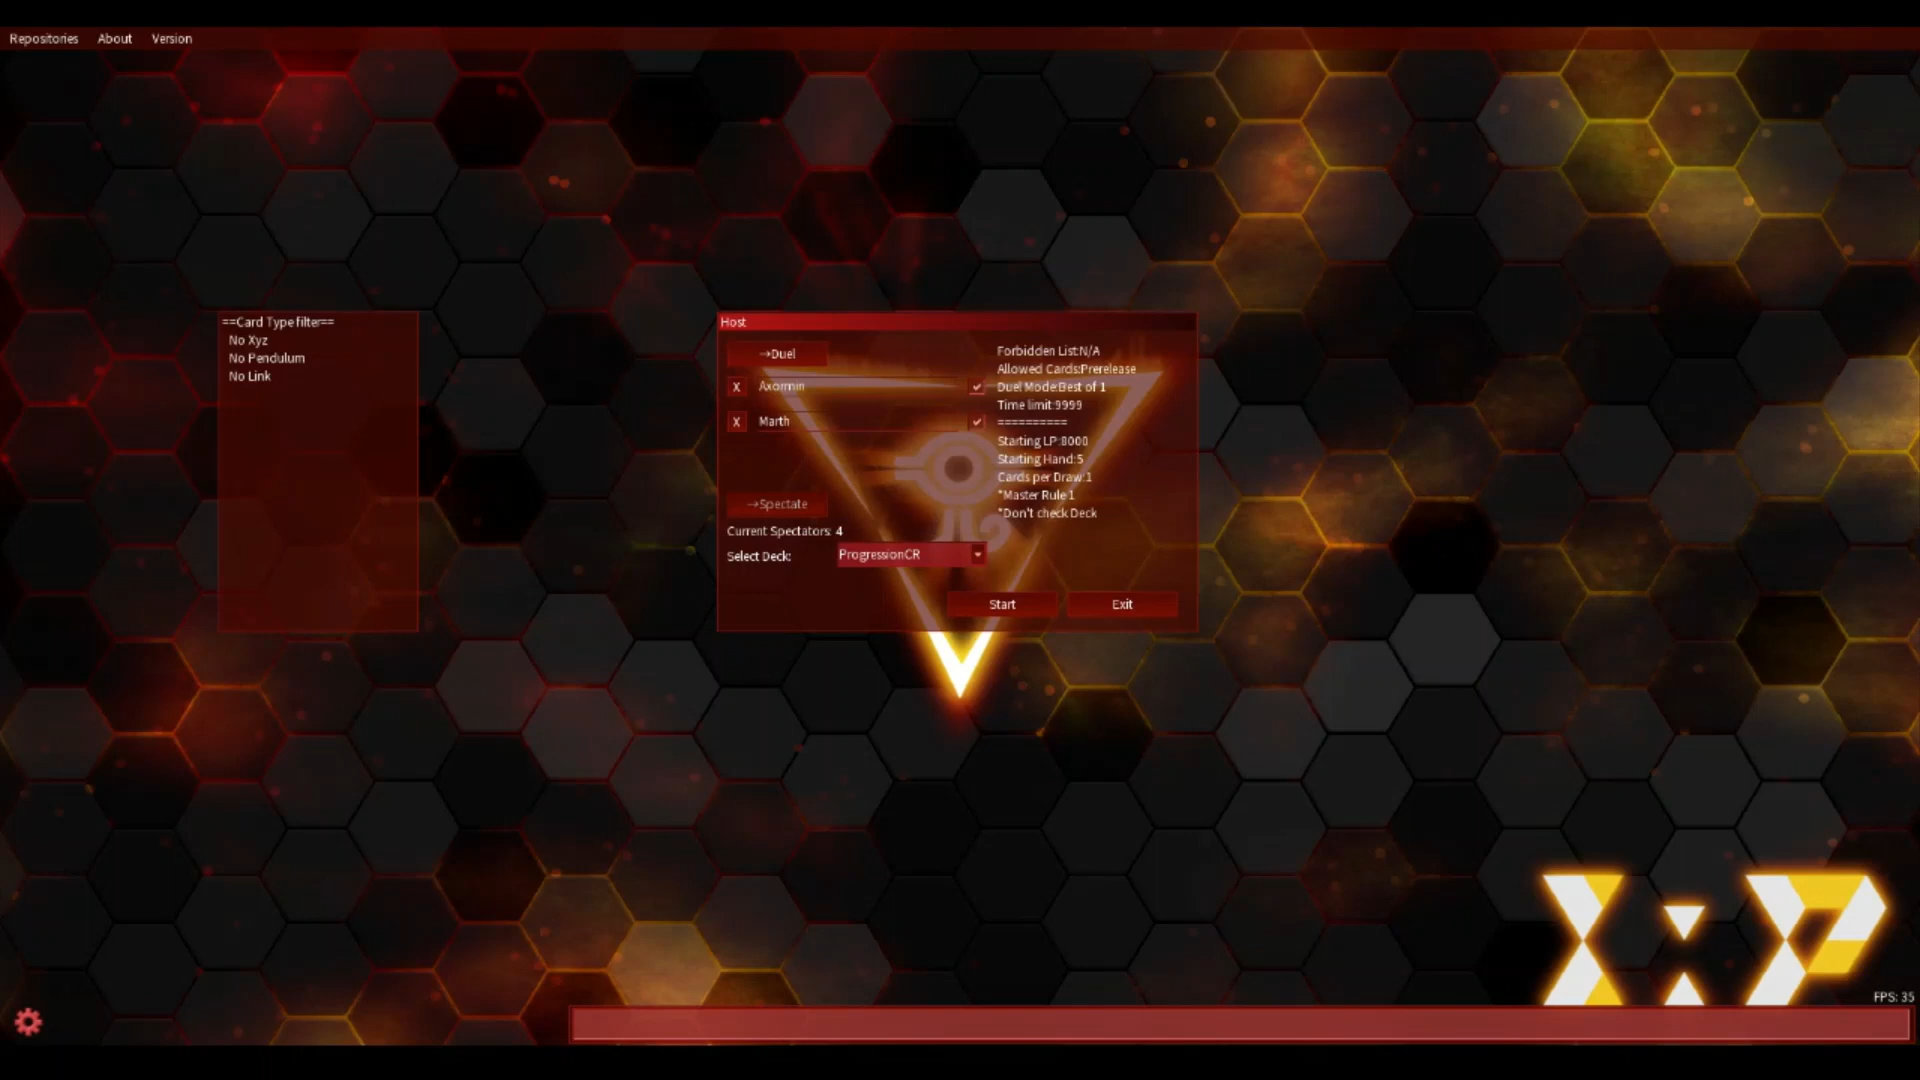 Repositories About Version
==Card Type filter==
No Xyz
No Pendulum
No Link
Host
→Duel
X Axormin
X Marth
→Spectate
Current Spectators: 4
Select Deck: ProgressionCR
Forbidden List:N/A
Allowed Cards:Prerelease
Duel Mode:Best of 1
Time limit:9999
==========
Starting LP:8000
Starting Hand:5
Cards per Draw:1
*Master Rule 1
*Don't check Deck
Start Exit
X:P
FPS: 35